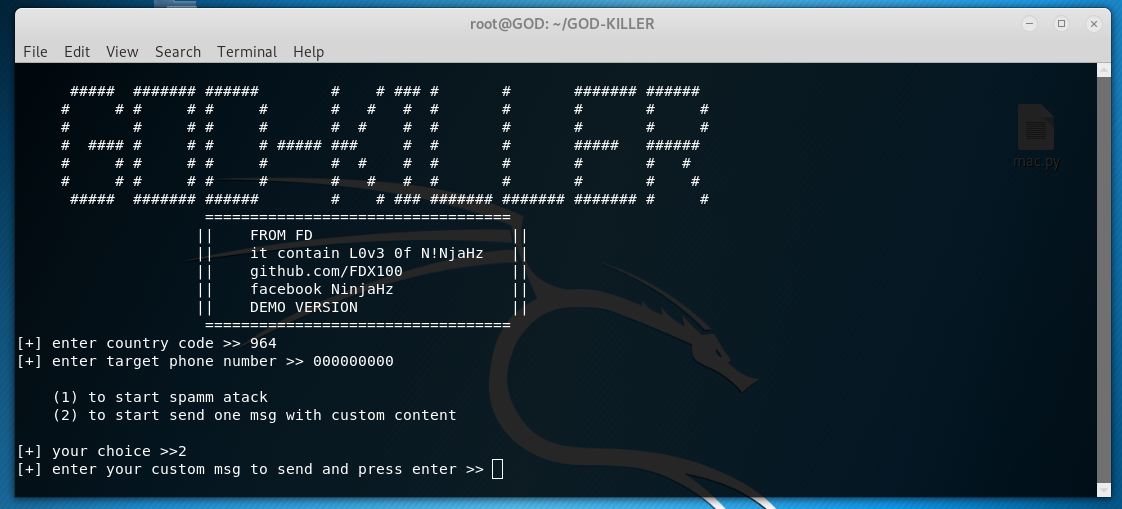 root@GOD: ~/GOD-KILLER
File Edit View Search Terminal Help
GOD-KILLER
mac.py
==================================
|| FROM FD ||
|| it contain L0v3 0f N!NjaHz ||
|| github.com/FDX100 ||
|| facebook NinjaHz ||
|| DEMO VERSION ||
==================================
[+] enter country code >> 964
[+] enter target phone number >> 000000000
(1) to start spamm atack
(2) to start send one msg with custom content
[+] your choice >>2
[+] enter your custom msg to send and press enter >>